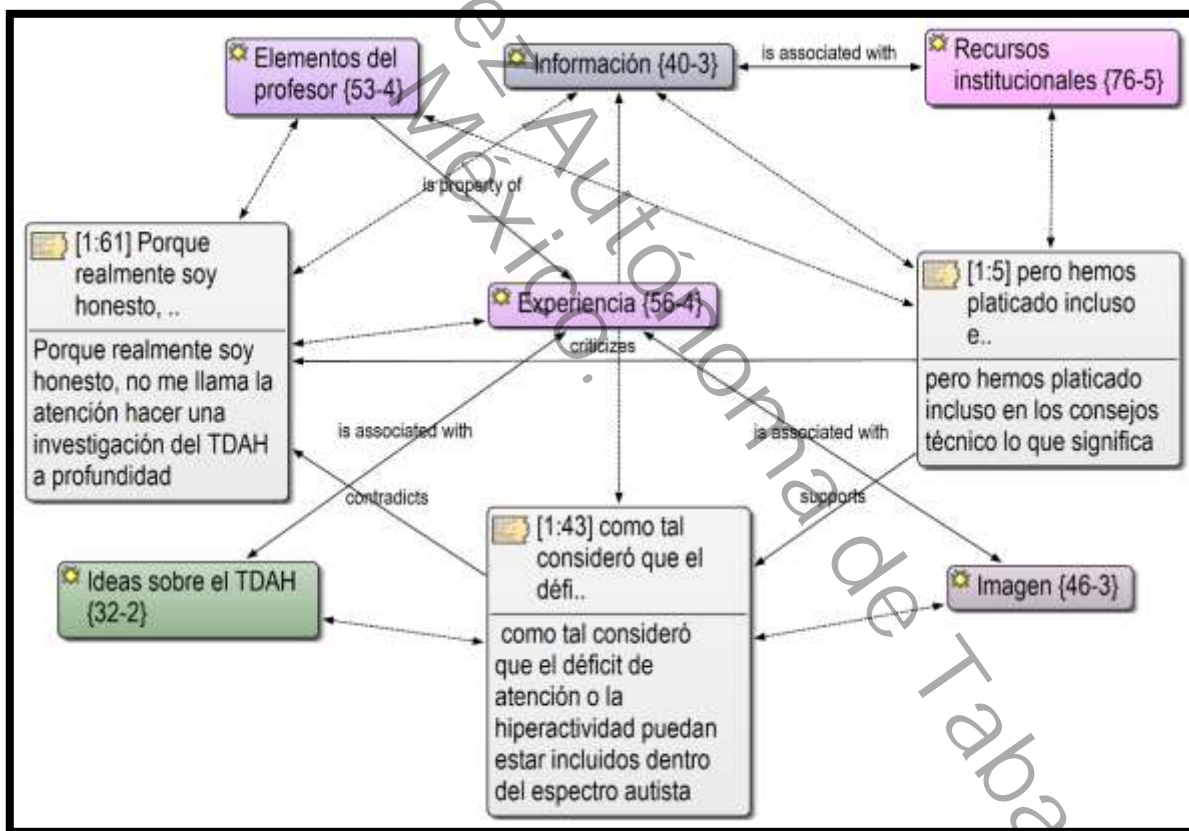 Elementos del
profesor {53-4}
Información {40-3}
is associated with
Recursos
institucionales {76-5}
is property of
[1:61] Porque
realmente soy
honesto, ..
Porque realmente soy
honesto, no me llama la
atención hacer una
investigación del TDAH
a profundidad
Experiencia {56-4}
criticizes
[1:5] pero hemos
platicado incluso
e..
pero hemos platicado
incluso en los consejos
técnico lo que significa
is associated with
is associated with
contradicts
supports
Ideas sobre el TDAH
{32-2}
[1:43] como tal
consideró que el
défi..
como tal consideró
que el déficit de
atención o la
hiperactividad puedan
estar incluidos dentro
del espectro autista
Imagen {46-3}
ez Autónoma de Taba
México.